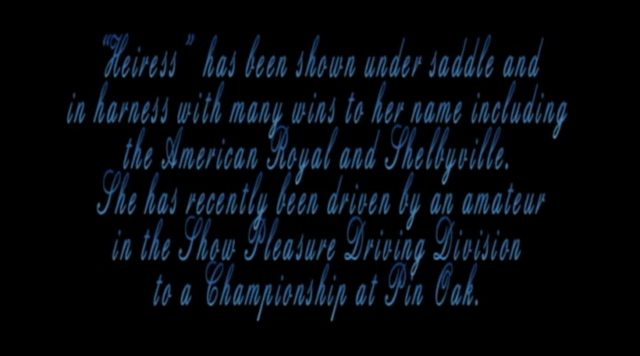 "Heiress" has been shown under saddle and
in harness with many wins to her name including
the American Royal and Shelbyville.
She has recently been driven by an amateur
in the Show Pleasure Driving Division
to a Championship at Pin Oak.